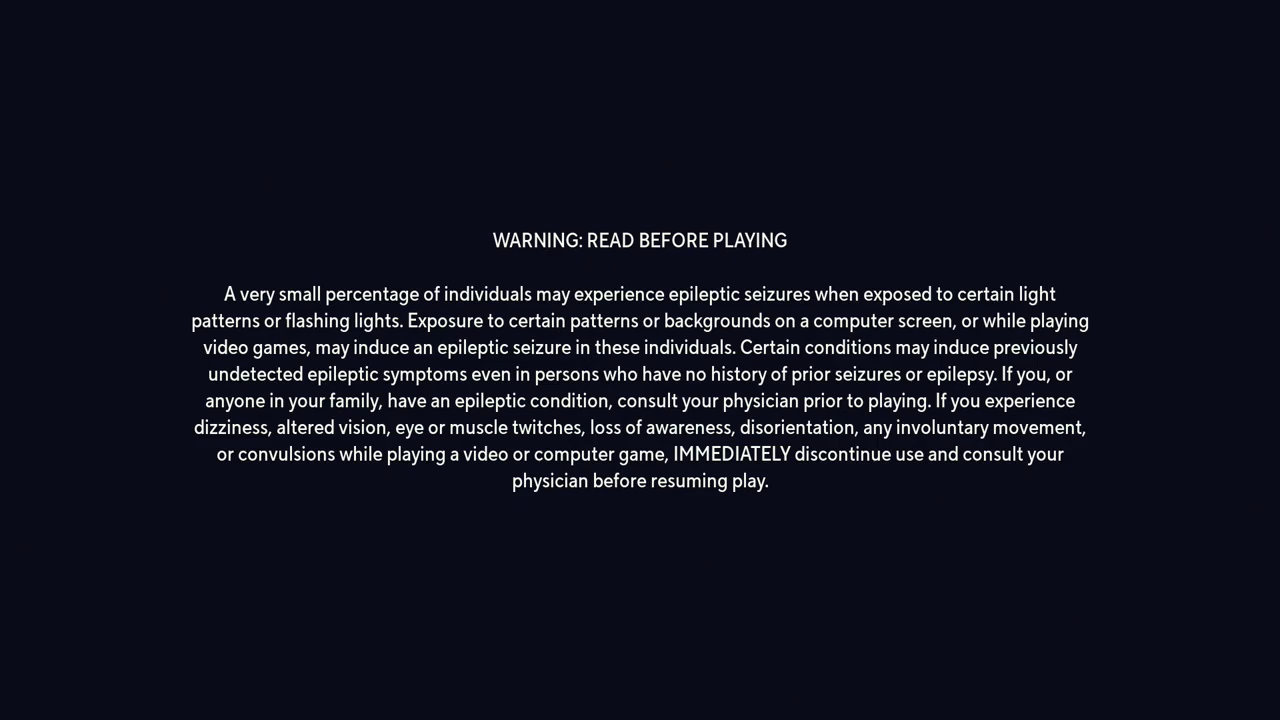 WARNING: READ BEFORE PLAYING
A very small percentage of individuals may experience epileptic seizures when exposed to certain light
patterns or flashing lights. Exposure to certain patterns or backgrounds on a computer screen, or while playing
video games, may induce an epileptic seizure in these individuals. Certain conditions may induce previously
undetected epileptic symptoms even in persons who have no history of prior seizures or epilepsy. If you, or
anyone in your family, have an epileptic condition, consult your physician prior to playing. If you experience
dizziness, altered vision, eye or muscle twitches, loss of awareness, disorientation, any involuntary movement,
or convulsions while playing a video or computer game, IMMEDIATELY discontinue use and consult your
physician before resuming play.